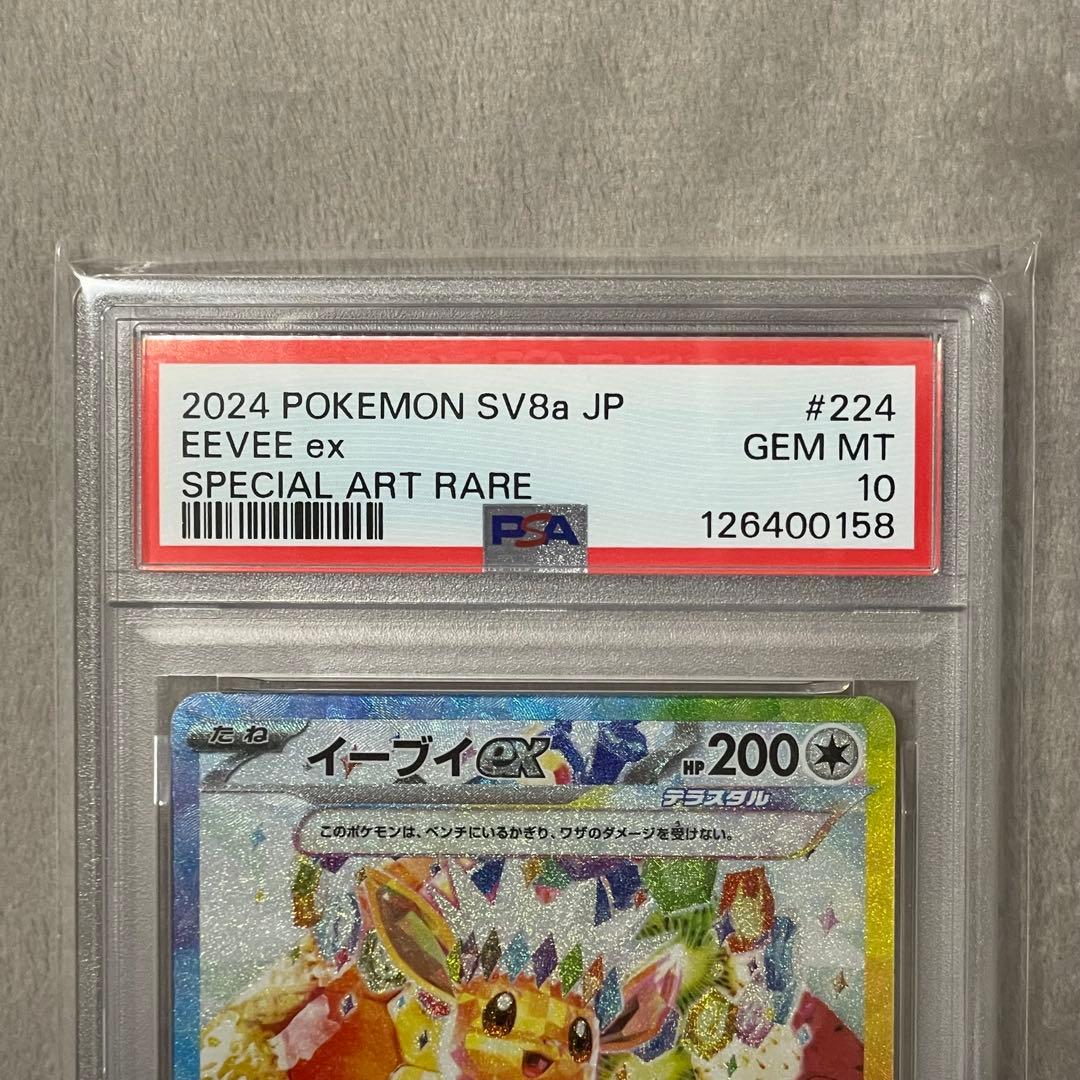 2024 POKEMON SV8a JP #224
EEVEE ex GEM MT
SPECIAL ART RARE 10
PSA 126400158
たね イーブイex HP 200
テラスタル
このポケモンは、ベンチにいるかぎり、ワザのダメージを受けない。